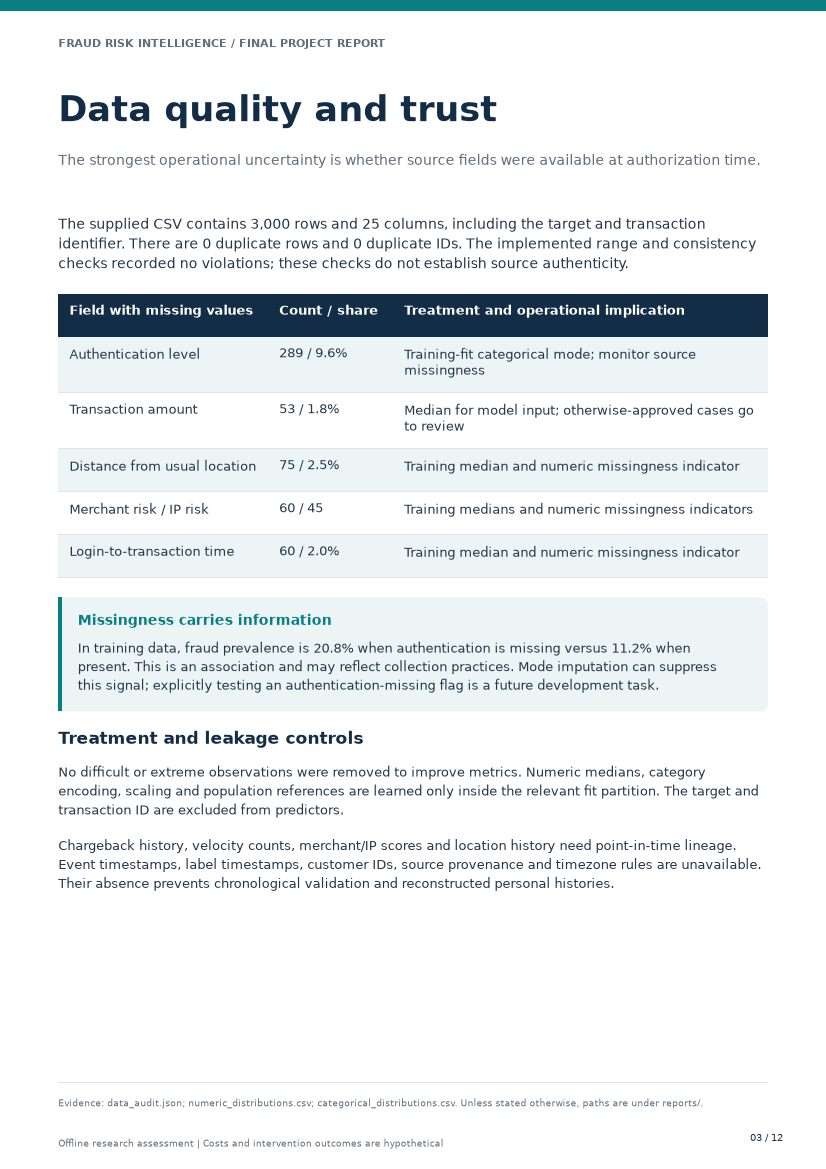 FRAUD RISK INTELLIGENCE / FINAL PROJECT REPORT
Data quality and trust
The strongest operational uncertainty is whether source fields were available at authorization time.
The supplied CSV contains 3,000 rows and 25 columns, including the target and transaction
identifier. There are 0 duplicate rows and 0 duplicate IDs. The implemented range and consistency
checks recorded no violations; these checks do not establish source authenticity.
Field with missing values Count / share Treatment and operational implication
Authentication level 289 / 9.6% Training-fit categorical mode; monitor source
missingness
Transaction amount 53 / 1.8% Median for model input; otherwise-approved cases go
to review
Distance from usual location 75 / 2.5% Training median and numeric missingness indicator
Merchant risk / IP risk 60 / 45 Training medians and numeric missingness indicators
Login-to-transaction time 60 / 2.0% Training median and numeric missingness indicator
Missingness carries information
In training data, fraud prevalence is 20.8% when authentication is missing versus 11.2% when
present. This is an association and may reflect collection practices. Mode imputation can suppress
this signal; explicitly testing an authentication-missing flag is a future development task.
Treatment and leakage controls
No difficult or extreme observations were removed to improve metrics. Numeric medians, category
encoding, scaling and population references are learned only inside the relevant fit partition. The target and
transaction ID are excluded from predictors.
Chargeback history, velocity counts, merchant/IP scores and location history need point-in-time lineage.
Event timestamps, label timestamps, customer IDs, source provenance and timezone rules are unavailable.
Their absence prevents chronological validation and reconstructed personal histories.
Evidence: data_audit.json; numeric_distributions.csv; categorical_distributions.csv. Unless stated otherwise, paths are under reports/.
Offline research assessment | Costs and intervention outcomes are hypothetical
03 / 12